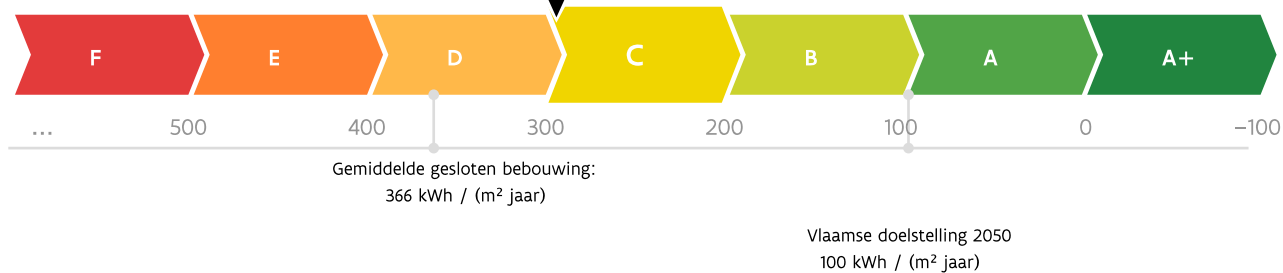 F E D C B A A+
... 500 400 300 200 100 0 −100
Gemiddelde gesloten bebouwing:
366 kWh / (m² jaar)
Vlaamse doelstelling 2050
100 kWh / (m² jaar)